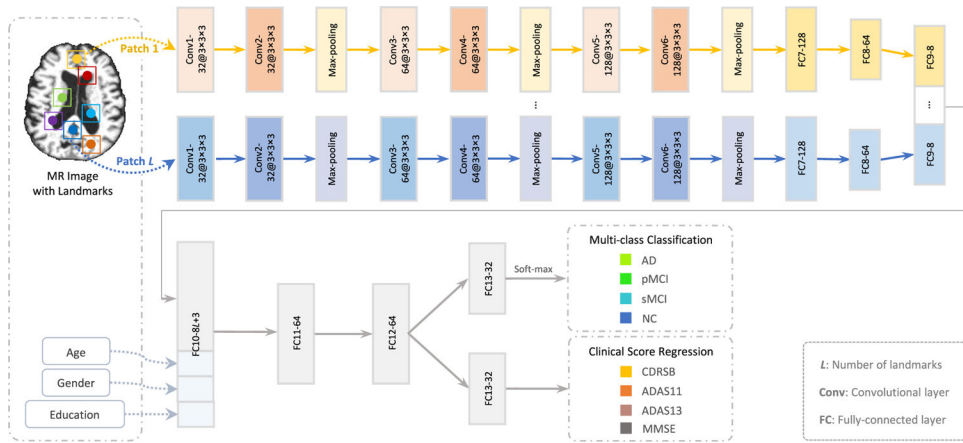 Patch 1
Conv1-
32@3×3×3
Conv2-
32@3×3×3
Max-pooling
Conv3-
64@3×3×3
Conv4-
64@3×3×3
Max-pooling
Conv5-
128@3×3×3
Conv6-
128@3×3×3
Max-pooling
FC7-128
FC8-64
FC9-8
...
...
Patch L
Conv1-
32@3×3×3
Conv2-
32@3×3×3
Max-pooling
Conv3-
64@3×3×3
Conv4-
64@3×3×3
Max-pooling
Conv5-
128@3×3×3
Conv6-
128@3×3×3
Max-pooling
FC7-128
FC8-64
FC9-8
MR Image
with Landmarks
Age
Gender
Education
FC10-8L+3
FC11-64
FC12-64
FC13-32
Soft-max
FC13-32
Multi-class Classification
AD
pMCI
sMCI
NC
Clinical Score Regression
CDRSB
ADAS11
ADAS13
MMSE
L: Number of landmarks
Conv: Convolutional layer
FC: Fully-connected layer